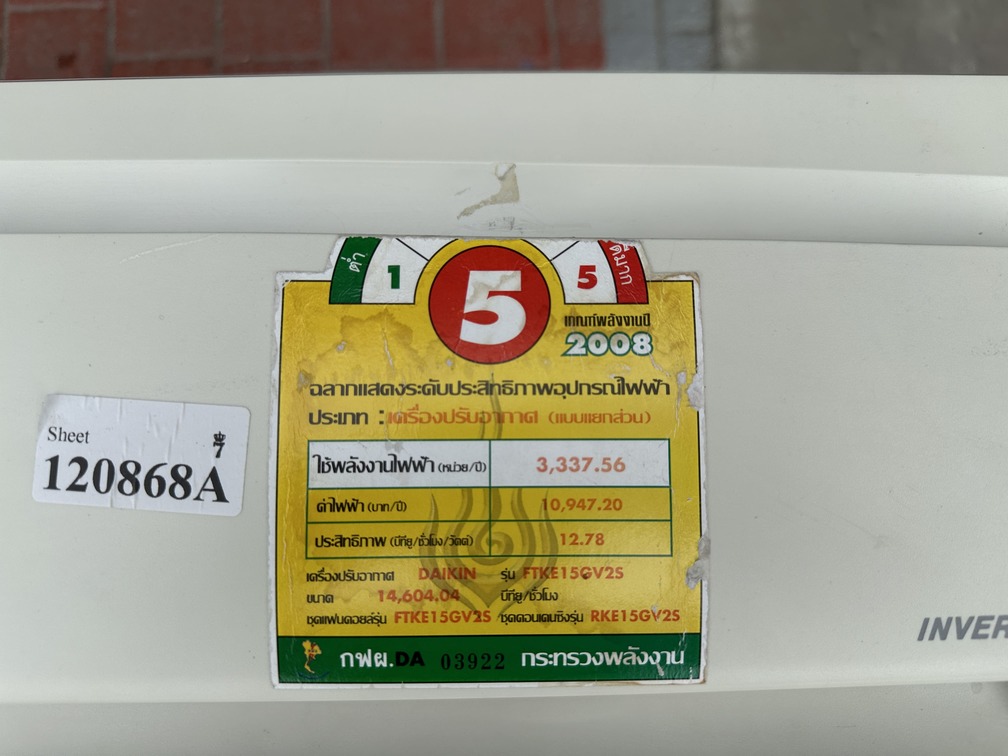 ต่ำ 1 5 5 ดีมาก
เกณฑ์พลังงานปี
2008
ฉลากแสดงระดับประสิทธิภาพอุปกรณ์ไฟฟ้า
ประเภท : เครื่องปรับอากาศ (แบบแยกส่วน)
ใช้พลังงานไฟฟ้า (หน่วย/ปี) 3,337.56
ค่าไฟฟ้า (บาท/ปี) 10,947.20
ประสิทธิภาพ (บีทียู/ชั่วโมง/วัตต์) 12.78
เครื่องปรับอากาศ DAIKIN รุ่น FTKE15GV2S
ขนาด 14,604.04 บีทียู/ชั่วโมง
ชุดแฟนคอยล์รุ่น FTKE15GV2S ชุดคอนเดนซิ่งรุ่น RKE15GV2S
กฟผ. DA 03922 กระทรวงพลังงาน
Sheet 7
120868A
INVER